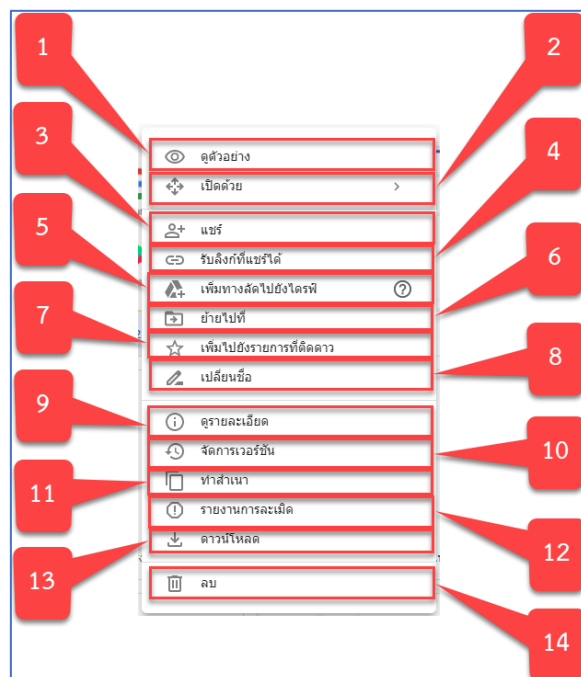 1
2
ดูตัวอย่าง
3
4
เปิดด้วย
แชร์
5
รับลิงก์ที่แชร์ได้
6
เพิ่มทางลัดไปยังไดรฟ์
7
ย้ายไปที่
เพิ่มไปยังรายการที่ติดดาว
8
เปลี่ยนชื่อ
9
ดูรายละเอียด
10
จัดการเวอร์ชัน
11
ทำสำเนา
รายงานการละเมิด
12
ดาวน์โหลด
13
ลบ
14